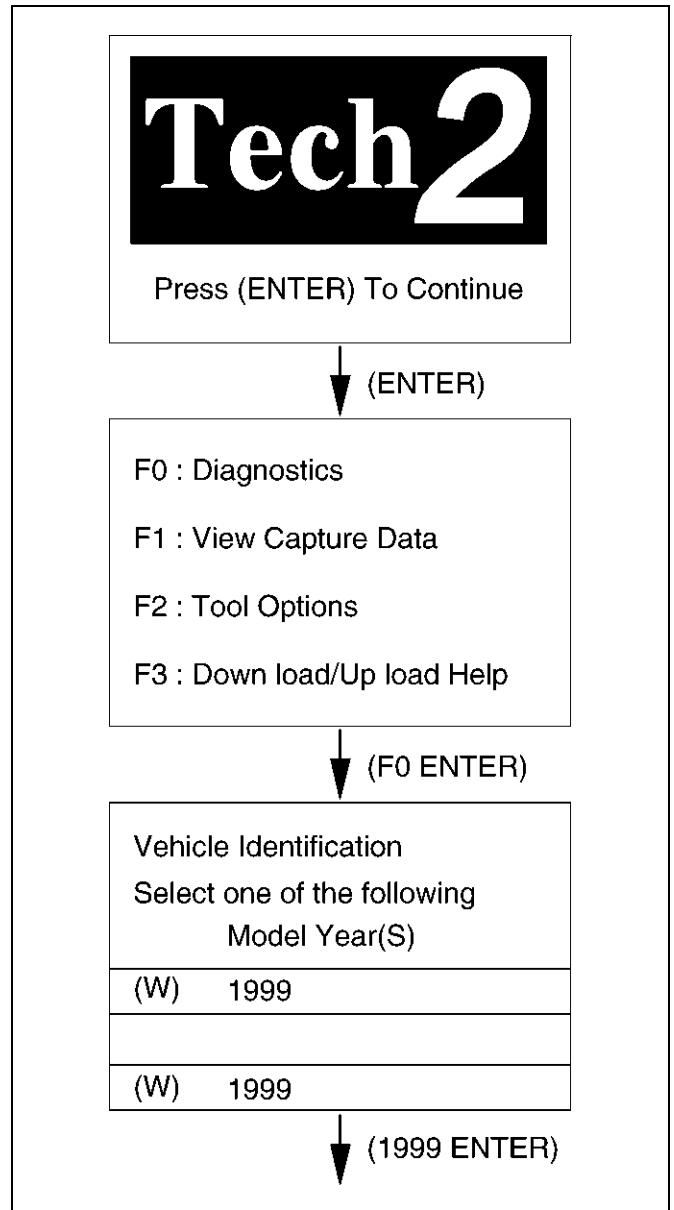 Tech2
Press (ENTER) To Continue
(ENTER)
F0 : Diagnostics
F1 : View Capture Data
F2 : Tool Options
F3 : Down load/Up load Help
(F0 ENTER)
Vehicle Identification
Select one of the following
Model Year(S)
(W) 1999
(W) 1999
(1999 ENTER)